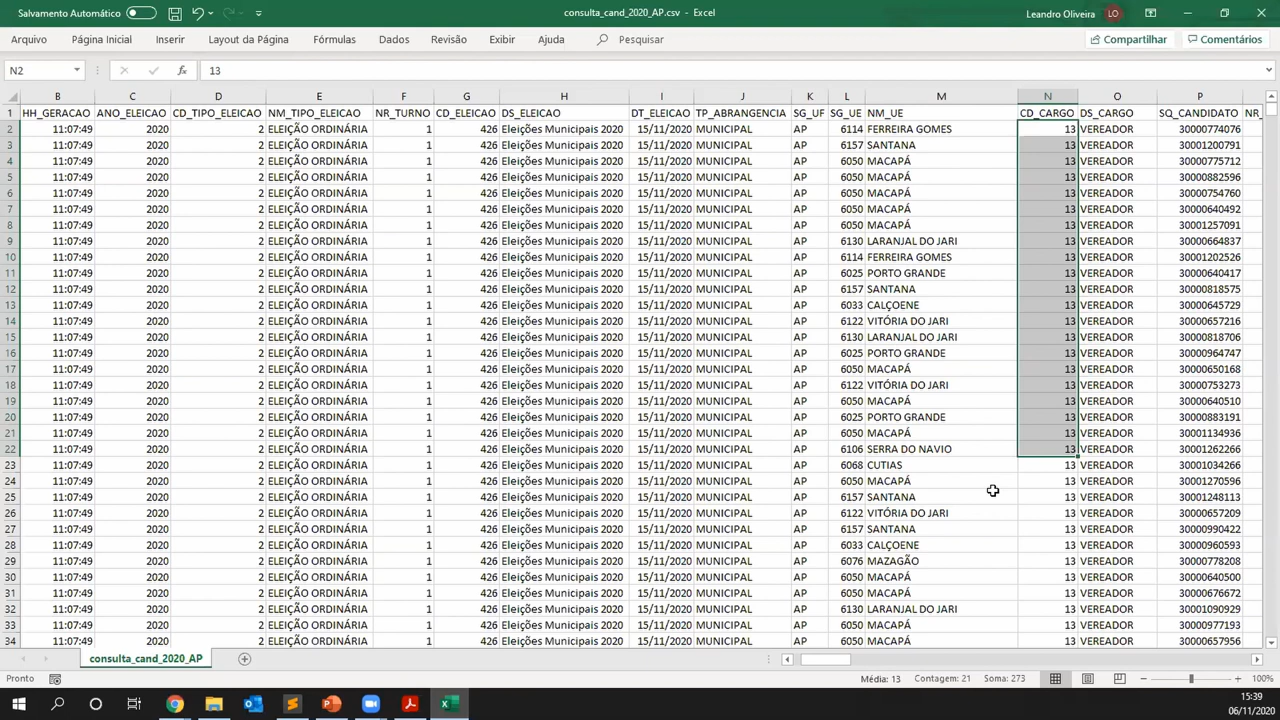 Salvamento Automático
consulta_cand_2020_AP.csv - Excel
Leandro Oliveira LO
Arquivo Página Inicial Inserir Layout da Página Fórmulas Dados Revisão Exibir Ajuda Pesquisar Compartilhar Comentários
N2 fx 13
B C D E F G H I J K L M N O P
1 HH_GERACAO ANO_ELEICAO CD_TIPO_ELEICAO NM_TIPO_ELEICAO NR_TURNO CD_ELEICAO DS_ELEICAO DT_ELEICAO TP_ABRANGENCIA SG_UF SG_UE NM_UE CD_CARGO DS_CARGO SQ_CANDIDATO NR_
2 11:07:49 2020 2 ELEIÇÃO ORDINÁRIA 1 426 Eleições Municipais 2020 15/11/2020 MUNICIPAL AP 6114 FERREIRA GOMES 13 VEREADOR 30000774076
3 11:07:49 2020 2 ELEIÇÃO ORDINÁRIA 1 426 Eleições Municipais 2020 15/11/2020 MUNICIPAL AP 6157 SANTANA 13 VEREADOR 30001200791
4 11:07:49 2020 2 ELEIÇÃO ORDINÁRIA 1 426 Eleições Municipais 2020 15/11/2020 MUNICIPAL AP 6050 MACAPÁ 13 VEREADOR 30000775712
5 11:07:49 2020 2 ELEIÇÃO ORDINÁRIA 1 426 Eleições Municipais 2020 15/11/2020 MUNICIPAL AP 6050 MACAPÁ 13 VEREADOR 30000882596
6 11:07:49 2020 2 ELEIÇÃO ORDINÁRIA 1 426 Eleições Municipais 2020 15/11/2020 MUNICIPAL AP 6050 MACAPÁ 13 VEREADOR 30000754760
7 11:07:49 2020 2 ELEIÇÃO ORDINÁRIA 1 426 Eleições Municipais 2020 15/11/2020 MUNICIPAL AP 6050 MACAPÁ 13 VEREADOR 30000640492
8 11:07:49 2020 2 ELEIÇÃO ORDINÁRIA 1 426 Eleições Municipais 2020 15/11/2020 MUNICIPAL AP 6050 MACAPÁ 13 VEREADOR 30001257091
9 11:07:49 2020 2 ELEIÇÃO ORDINÁRIA 1 426 Eleições Municipais 2020 15/11/2020 MUNICIPAL AP 6130 LARANJAL DO JARI 13 VEREADOR 30000664837
10 11:07:49 2020 2 ELEIÇÃO ORDINÁRIA 1 426 Eleições Municipais 2020 15/11/2020 MUNICIPAL AP 6114 FERREIRA GOMES 13 VEREADOR 30001202526
11 11:07:49 2020 2 ELEIÇÃO ORDINÁRIA 1 426 Eleições Municipais 2020 15/11/2020 MUNICIPAL AP 6025 PORTO GRANDE 13 VEREADOR 30000640417
12 11:07:49 2020 2 ELEIÇÃO ORDINÁRIA 1 426 Eleições Municipais 2020 15/11/2020 MUNICIPAL AP 6157 SANTANA 13 VEREADOR 30000818575
13 11:07:49 2020 2 ELEIÇÃO ORDINÁRIA 1 426 Eleições Municipais 2020 15/11/2020 MUNICIPAL AP 6033 CALÇOENE 13 VEREADOR 30000645729
14 11:07:49 2020 2 ELEIÇÃO ORDINÁRIA 1 426 Eleições Municipais 2020 15/11/2020 MUNICIPAL AP 6122 VITÓRIA DO JARI 13 VEREADOR 30000657216
15 11:07:49 2020 2 ELEIÇÃO ORDINÁRIA 1 426 Eleições Municipais 2020 15/11/2020 MUNICIPAL AP 6130 LARANJAL DO JARI 13 VEREADOR 30000818706
16 11:07:49 2020 2 ELEIÇÃO ORDINÁRIA 1 426 Eleições Municipais 2020 15/11/2020 MUNICIPAL AP 6025 PORTO GRANDE 13 VEREADOR 30000964747
17 11:07:49 2020 2 ELEIÇÃO ORDINÁRIA 1 426 Eleições Municipais 2020 15/11/2020 MUNICIPAL AP 6050 MACAPÁ 13 VEREADOR 30000650168
18 11:07:49 2020 2 ELEIÇÃO ORDINÁRIA 1 426 Eleições Municipais 2020 15/11/2020 MUNICIPAL AP 6122 VITÓRIA DO JARI 13 VEREADOR 30000753273
19 11:07:49 2020 2 ELEIÇÃO ORDINÁRIA 1 426 Eleições Municipais 2020 15/11/2020 MUNICIPAL AP 6050 MACAPÁ 13 VEREADOR 30000640510
20 11:07:49 2020 2 ELEIÇÃO ORDINÁRIA 1 426 Eleições Municipais 2020 15/11/2020 MUNICIPAL AP 6025 PORTO GRANDE 13 VEREADOR 30000883191
21 11:07:49 2020 2 ELEIÇÃO ORDINÁRIA 1 426 Eleições Municipais 2020 15/11/2020 MUNICIPAL AP 6050 MACAPÁ 13 VEREADOR 30001134936
22 11:07:49 2020 2 ELEIÇÃO ORDINÁRIA 1 426 Eleições Municipais 2020 15/11/2020 MUNICIPAL AP 6106 SERRA DO NAVIO 13 VEREADOR 30001262266
23 11:07:49 2020 2 ELEIÇÃO ORDINÁRIA 1 426 Eleições Municipais 2020 15/11/2020 MUNICIPAL AP 6068 CUTIAS 13 VEREADOR 30001034266
24 11:07:49 2020 2 ELEIÇÃO ORDINÁRIA 1 426 Eleições Municipais 2020 15/11/2020 MUNICIPAL AP 6050 MACAPÁ 13 VEREADOR 30001270596
25 11:07:49 2020 2 ELEIÇÃO ORDINÁRIA 1 426 Eleições Municipais 2020 15/11/2020 MUNICIPAL AP 6157 SANTANA 13 VEREADOR 30001248113
26 11:07:49 2020 2 ELEIÇÃO ORDINÁRIA 1 426 Eleições Municipais 2020 15/11/2020 MUNICIPAL AP 6122 VITÓRIA DO JARI 13 VEREADOR 30000657209
27 11:07:49 2020 2 ELEIÇÃO ORDINÁRIA 1 426 Eleições Municipais 2020 15/11/2020 MUNICIPAL AP 6157 SANTANA 13 VEREADOR 30000990422
28 11:07:49 2020 2 ELEIÇÃO ORDINÁRIA 1 426 Eleições Municipais 2020 15/11/2020 MUNICIPAL AP 6033 CALÇOENE 13 VEREADOR 30000960593
29 11:07:49 2020 2 ELEIÇÃO ORDINÁRIA 1 426 Eleições Municipais 2020 15/11/2020 MUNICIPAL AP 6076 MAZAGÃO 13 VEREADOR 30000778208
30 11:07:49 2020 2 ELEIÇÃO ORDINÁRIA 1 426 Eleições Municipais 2020 15/11/2020 MUNICIPAL AP 6050 MACAPÁ 13 VEREADOR 30000640500
31 11:07:49 2020 2 ELEIÇÃO ORDINÁRIA 1 426 Eleições Municipais 2020 15/11/2020 MUNICIPAL AP 6050 MACAPÁ 13 VEREADOR 30000676672
32 11:07:49 2020 2 ELEIÇÃO ORDINÁRIA 1 426 Eleições Municipais 2020 15/11/2020 MUNICIPAL AP 6130 LARANJAL DO JARI 13 VEREADOR 30001090929
33 11:07:49 2020 2 ELEIÇÃO ORDINÁRIA 1 426 Eleições Municipais 2020 15/11/2020 MUNICIPAL AP 6050 MACAPÁ 13 VEREADOR 30000977193
34 11:07:49 2020 2 ELEIÇÃO ORDINÁRIA 1 426 Eleições Municipais 2020 15/11/2020 MUNICIPAL AP 6050 MACAPÁ 13 VEREADOR 30000657956
consulta_cand_2020_AP
Pronto Média: 13 Contagem: 21 Soma: 273 100%
15:39
06/11/2020